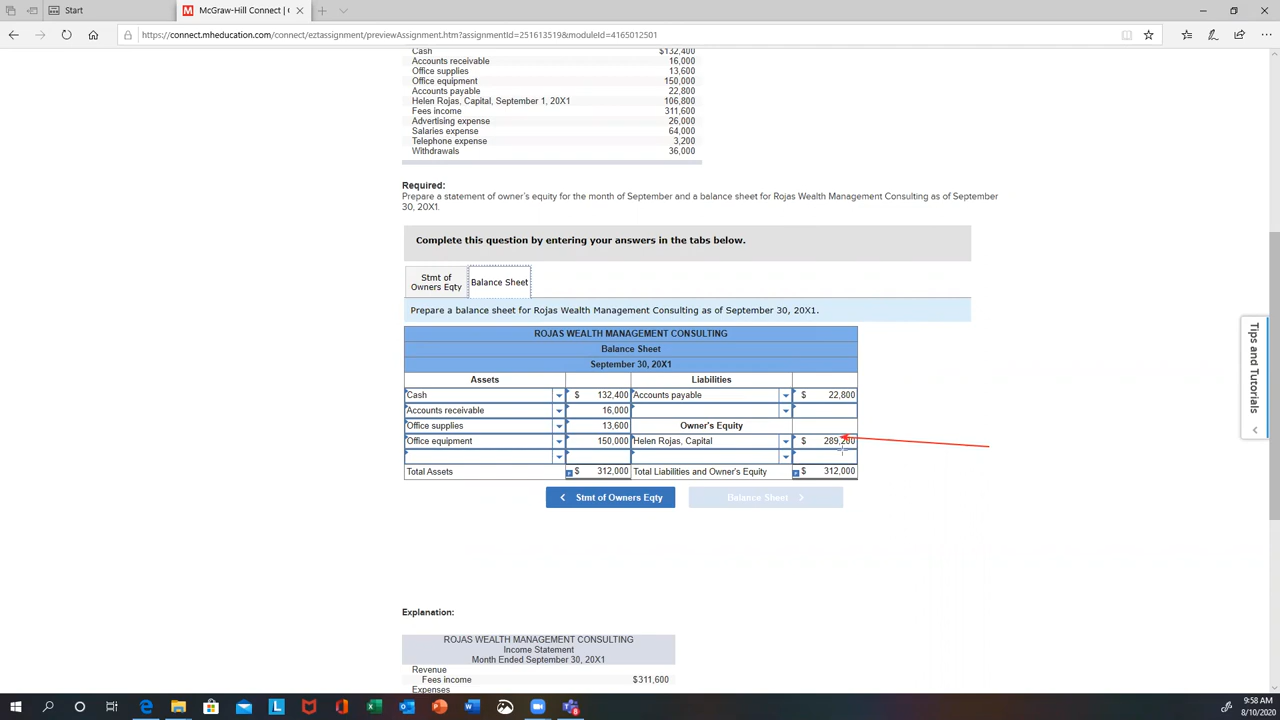 Start
McGraw-Hill Connect | C
https://connect.mheducation.com/connect/eztassignment/previewAssignment.htm?assignmentId=251613519&moduleId=4165012501
Cash $132,400
Accounts receivable 16,000
Office supplies 13,600
Office equipment 150,000
Accounts payable 22,800
Helen Rojas, Capital, September 1, 20X1 106,800
Fees income 311,600
Advertising expense 26,000
Salaries expense 64,000
Telephone expense 3,200
Withdrawals 36,000
Required:
Prepare a statement of owner's equity for the month of September and a balance sheet for Rojas Wealth Management Consulting as of September
30, 20X1.
Complete this question by entering your answers in the tabs below.
Stmt of
Owners Eqty
Balance Sheet
Prepare a balance sheet for Rojas Wealth Management Consulting as of September 30, 20X1.
ROJAS WEALTH MANAGEMENT CONSULTING
Balance Sheet
September 30, 20X1
Assets Liabilities
Cash $ 132,400 Accounts payable $ 22,800
Accounts receivable 16,000
Office supplies 13,600 Owner's Equity
Office equipment 150,000 Helen Rojas, Capital $ 289,200
Total Assets $ 312,000 Total Liabilities and Owner's Equity $ 312,000
< Stmt of Owners Eqty Balance Sheet >
Tips and Tutorials
Explanation:
ROJAS WEALTH MANAGEMENT CONSULTING
Income Statement
Month Ended September 30, 20X1
Revenue
Fees income $311,600
Expenses
9:58 AM
8/10/2020